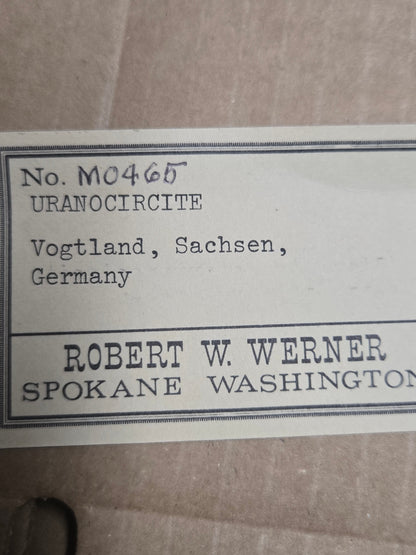 No. M0465
URANOCIRCITE
Vogtland, Sachsen,
Germany
ROBERT W. WERNER
SPOKANE WASHINGTON